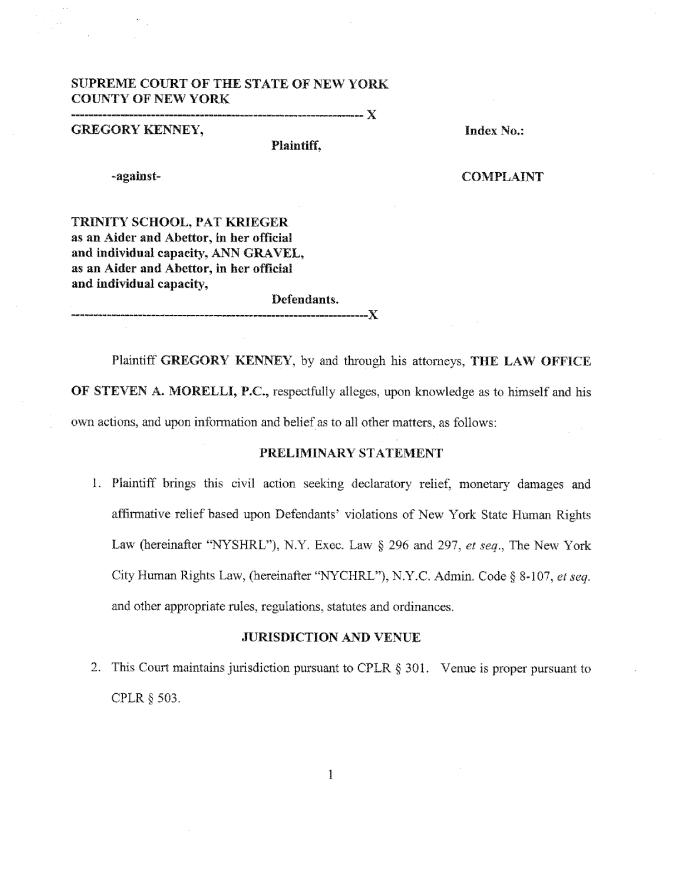 SUPREME COURT OF THE STATE OF NEW YORK
COUNTY OF NEW YORK
---------------------------------------------------------------------- X
GREGORY KENNEY,
Index No.:
Plaintiff,
-against-
COMPLAINT
TRINITY SCHOOL, PAT KRIEGER
as an Aider and Abettor, in her official
and individual capacity, ANN GRAVEL,
as an Aider and Abettor, in her official
and individual capacity,
Defendants.
----------------------------------------------------------------------X
Plaintiff GREGORY KENNEY, by and through his attorneys, THE LAW OFFICE
OF STEVEN A. MORELLI, P.C., respectfully alleges, upon knowledge as to himself and his
own actions, and upon information and belief as to all other matters, as follows:
PRELIMINARY STATEMENT
1. Plaintiff brings this civil action seeking declaratory relief, monetary damages and
affirmative relief based upon Defendants' violations of New York State Human Rights
Law (hereinafter "NYSHRL"), N.Y. Exec. Law § 296 and 297, et seq., The New York
City Human Rights Law, (hereinafter "NYCHRL"), N.Y.C. Admin. Code § 8-107, et seq.
and other appropriate rules, regulations, statutes and ordinances.
JURISDICTION AND VENUE
2. This Court maintains jurisdiction pursuant to CPLR § 301. Venue is proper pursuant to
CPLR § 503.
1